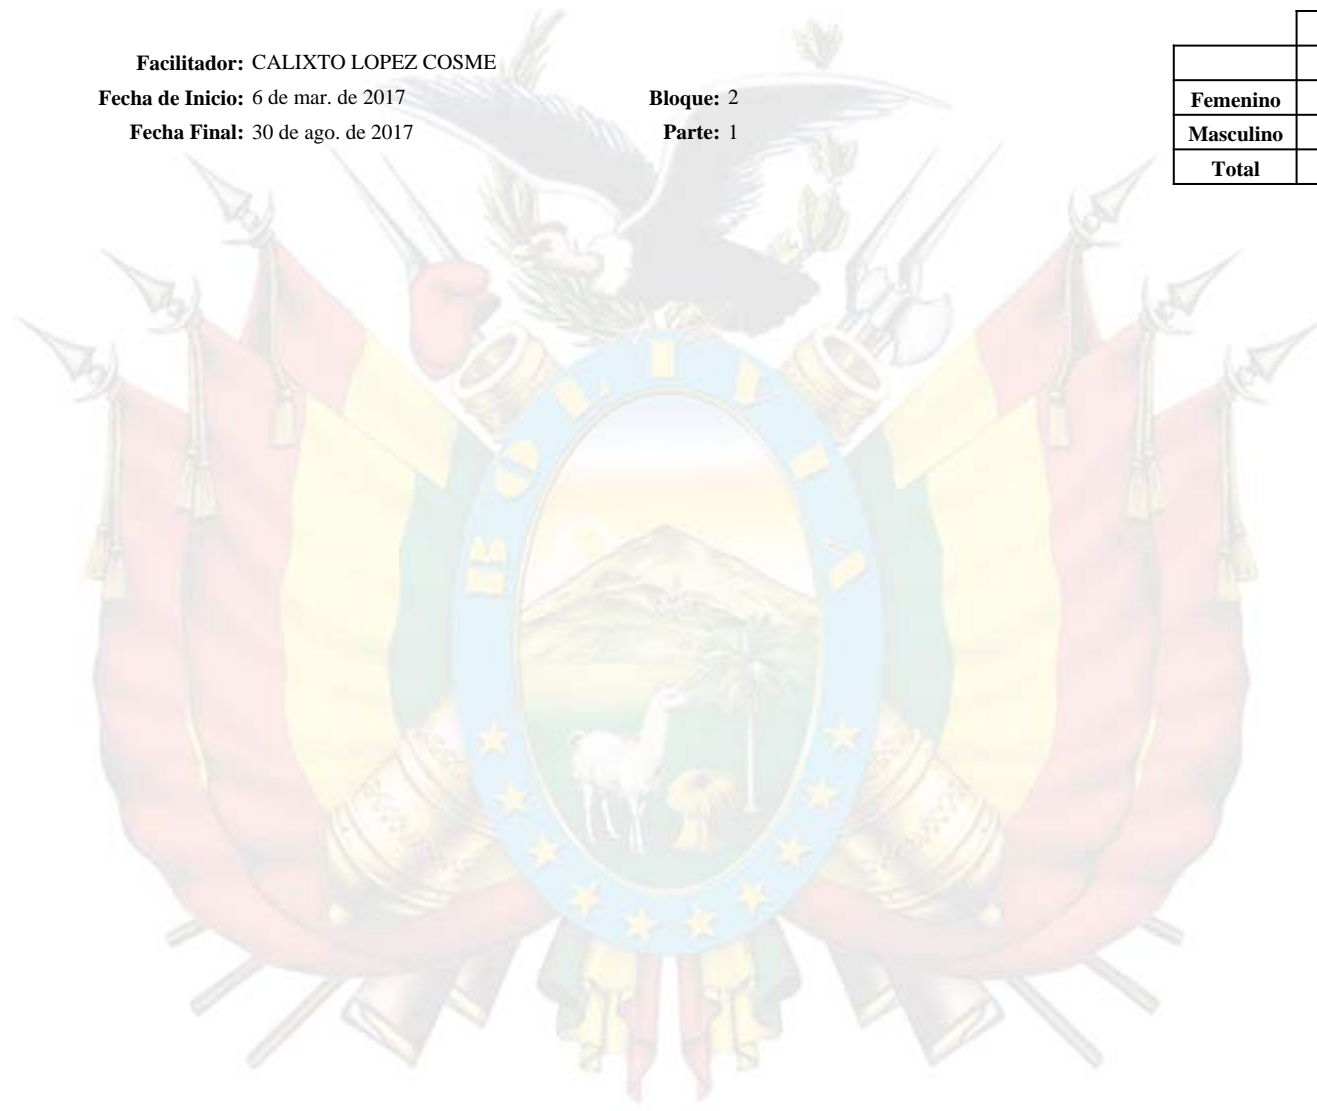 Facilitador: CALIXTO LOPEZ COSME
Fecha de Inicio: 6 de mar. de 2017
Bloque: 2
Fecha Final: 30 de ago. de 2017
Parte: 1
Femenino
Masculino
Total
BOLIVIA